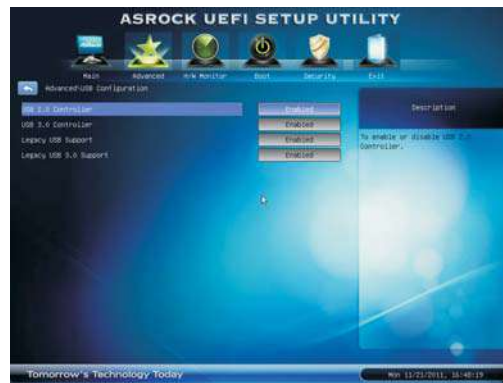 ASROCK UEFI SETUP UTILITY
Main Advanced H/W Monitor Boot Security Exit
Advanced\USB Configuration
USB 2.0 Controller Enabled
USB 3.0 Controller Enabled
Legacy USB Support Enabled
Legacy USB 3.0 Support Enabled
Description
To enable or disable USB 2.0
Controller.
Tomorrow's Technology Today
Mon 11/21/2011, 16:40:19